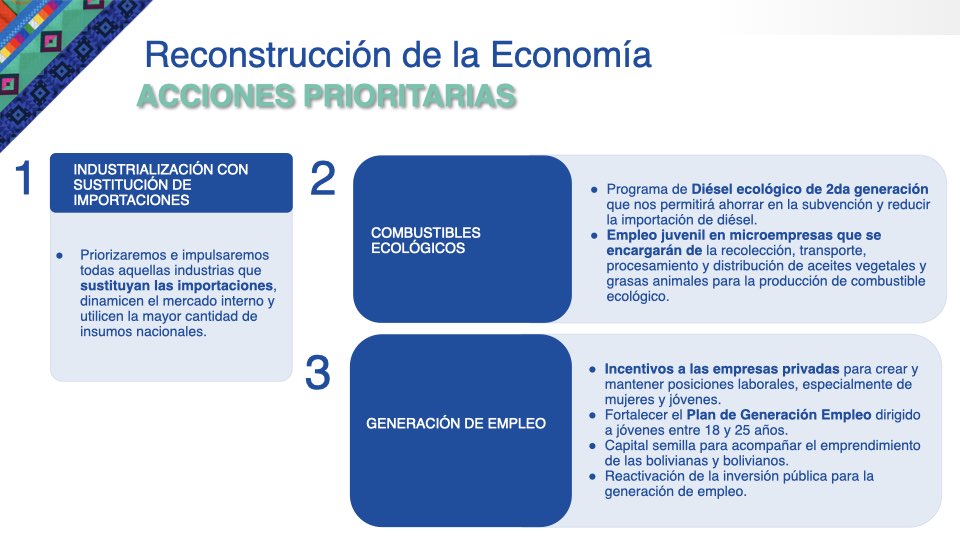 Reconstrucción de la Economía
ACCIONES PRIORITARIAS
1
INDUSTRIALIZACIÓN CON
SUSTITUCIÓN DE
IMPORTACIONES
● Priorizaremos e impulsaremos
todas aquellas industrias que
sustituyan las importaciones,
dinamicen el mercado interno y
utilicen la mayor cantidad de
insumos nacionales.
2
COMBUSTIBLES
ECOLÓGICOS
● Programa de Diésel ecológico de 2da generación
que nos permitirá ahorrar en la subvención y reducir
la importación de diésel.
● Empleo juvenil en microempresas que se
encargarán de la recolección, transporte,
procesamiento y distribución de aceites vegetales y
grasas animales para la producción de combustible
ecológico.
3
GENERACIÓN DE EMPLEO
● Incentivos a las empresas privadas para crear y
mantener posiciones laborales, especialmente de
mujeres y jóvenes.
● Fortalecer el Plan de Generación Empleo dirigido
a jóvenes entre 18 y 25 años.
● Capital semilla para acompañar el emprendimiento
de las bolivianas y bolivianos.
● Reactivación de la inversión pública para la
generación de empleo.